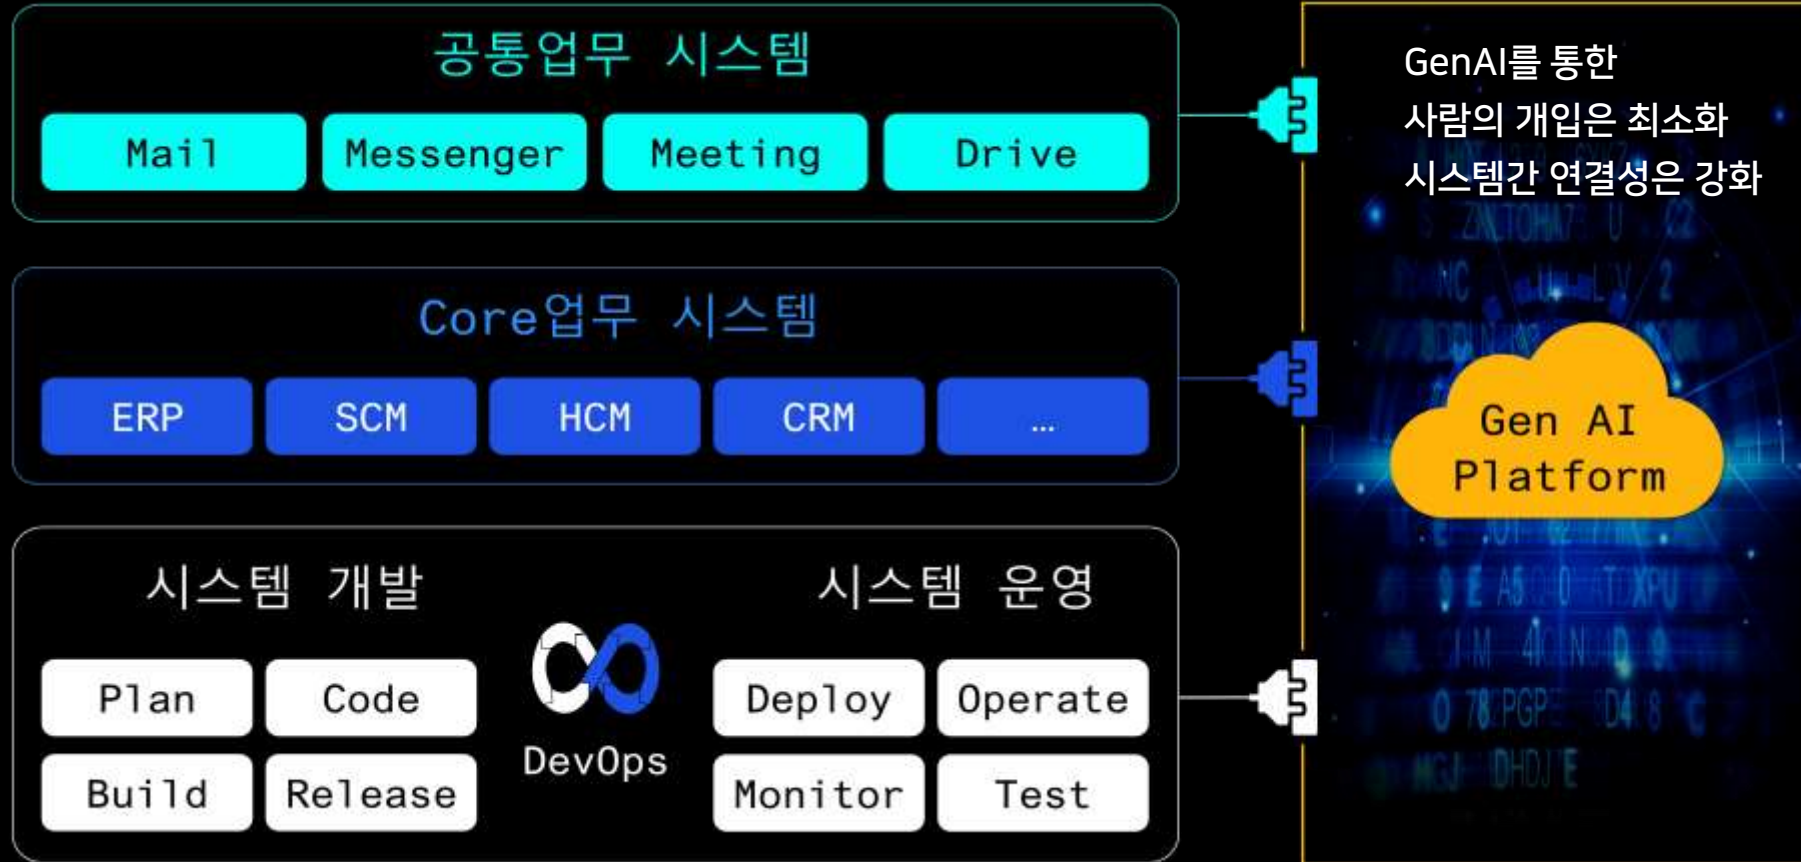 공통업무 시스템
Mail Messenger Meeting Drive
Core업무 시스템
ERP SCM HCM CRM ...
시스템 개발
Plan Code
Build Release
DevOps
시스템 운영
Deploy Operate
Monitor Test
GenAI를 통한
사람의 개입은 최소화
시스템간 연결성은 강화
Gen AI
Platform